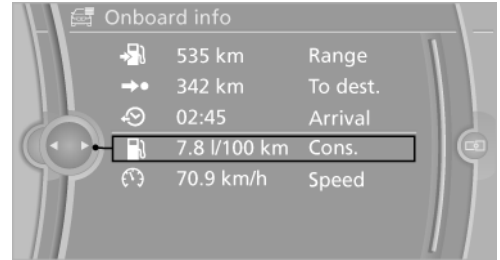 Onboard info
535 km Range
342 km To dest.
02:45 Arrival
7.8 l/100 km Cons.
70.9 km/h Speed